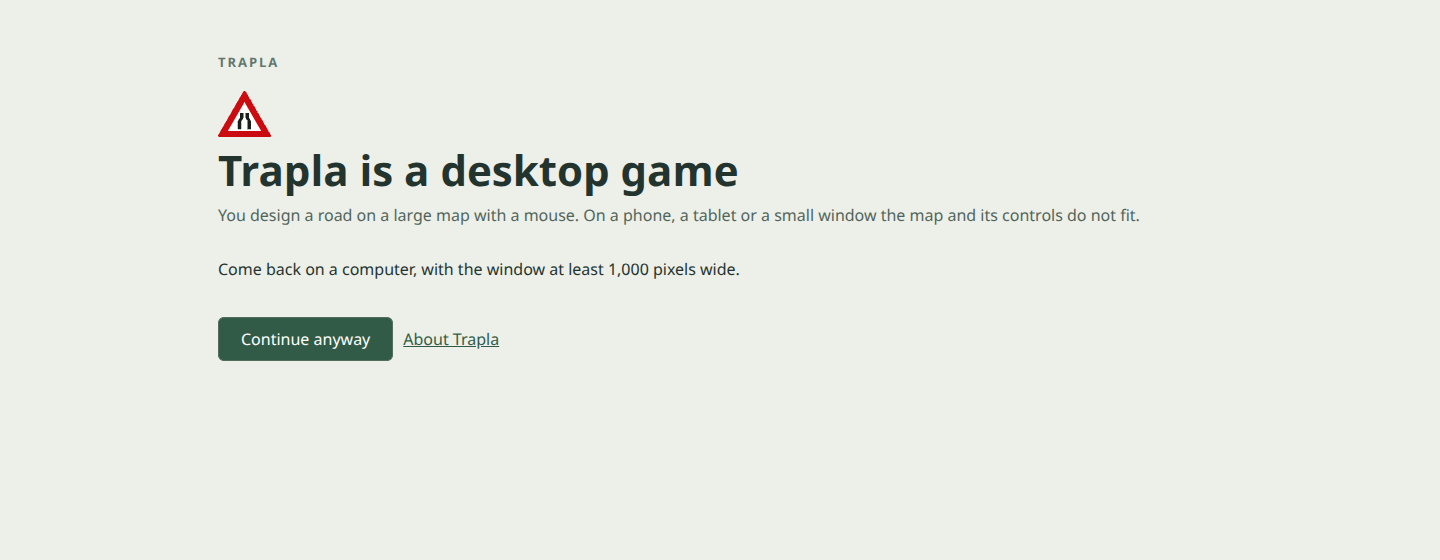 TRAPLA
Trapla is a desktop game
You design a road on a large map with a mouse. On a phone, a tablet or a small window the map and its controls do not fit.
Come back on a computer, with the window at least 1,000 pixels wide.
Continue anyway
About Trapla